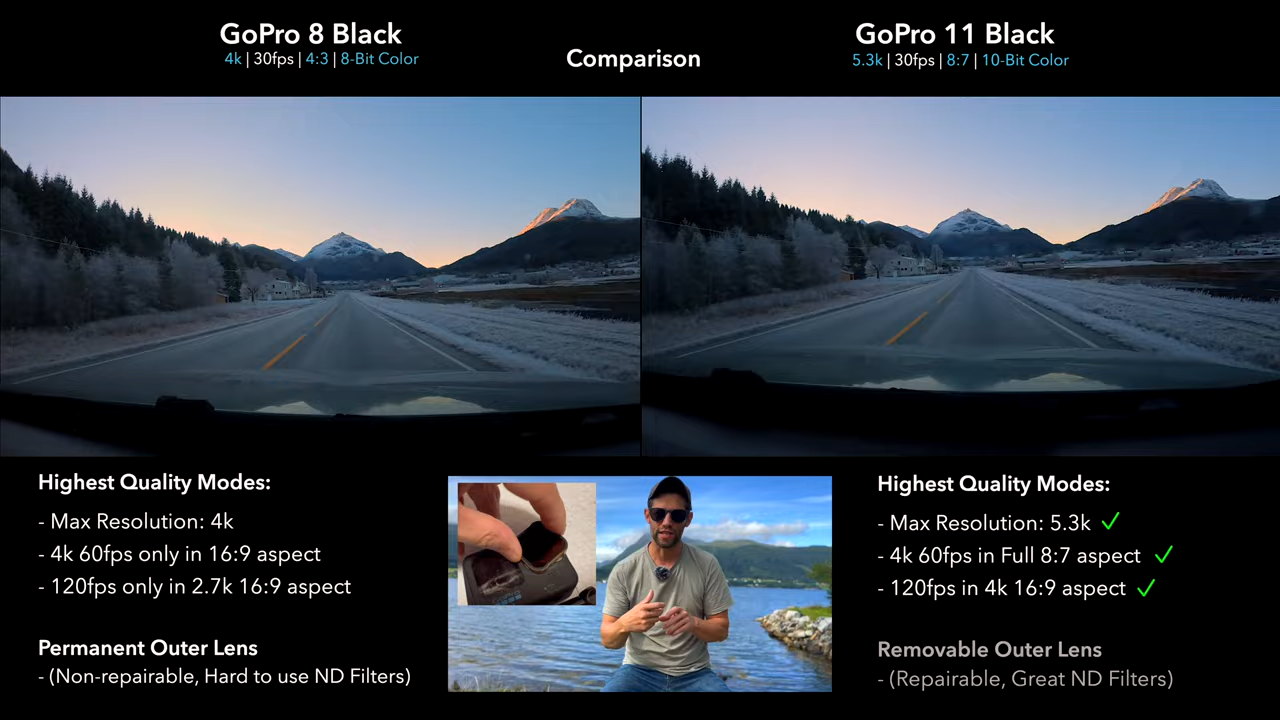 GoPro 8 Black
4k | 30fps | 4:3 | 8-Bit Color
Comparison
GoPro 11 Black
5.3k | 30fps | 8:7 | 10-Bit Color
Highest Quality Modes:
- Max Resolution: 4k
- 4k 60fps only in 16:9 aspect
- 120fps only in 2.7k 16:9 aspect
Permanent Outer Lens
- (Non-repairable, Hard to use ND Filters)
Highest Quality Modes:
- Max Resolution: 5.3k ✓
- 4k 60fps in Full 8:7 aspect ✓
- 120fps in 4k 16:9 aspect ✓
Removable Outer Lens
- (Repairable, Great ND Filters)